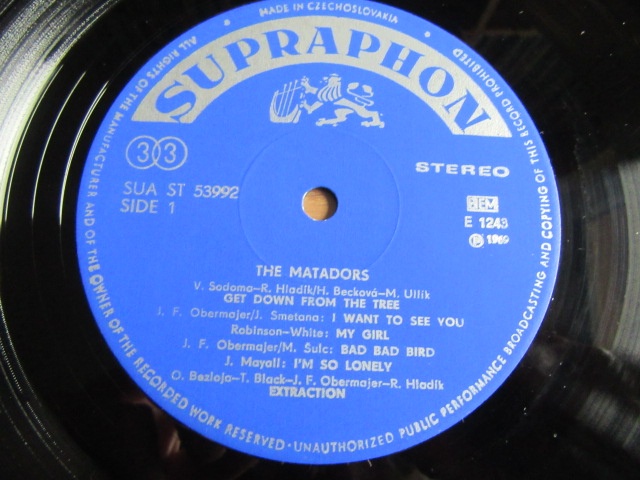 MADE IN CZECHOSLOVAKIA
SUPRAPHON
ALL RIGHTS OF THE MANUFACTURER AND OF THE OWNER OF THE RECORDED WORK RESERVED · UNAUTHORIZED PUBLIC PERFORMANCE BROADCASTING AND COPYING OF THIS RECORD PROHIBITED
33
STEREO
SUA ST 53992
SIDE 1
E 1243
℗ 1969
THE MATADORS
V. Sodoma-R. Hladík/H. Becková-M. Ullik
GET DOWN FROM THE TREE
J. F. Obermajer/J. Smetana: I WANT TO SEE YOU
Robinson-White: MY GIRL
J. F. Obermajer/M. Šulc: BAD BAD BIRD
J. Mayall: I'M SO LONELY
O. Bezloja-T. Black-J. F. Obermajer-R. Hladík
EXTRACTION